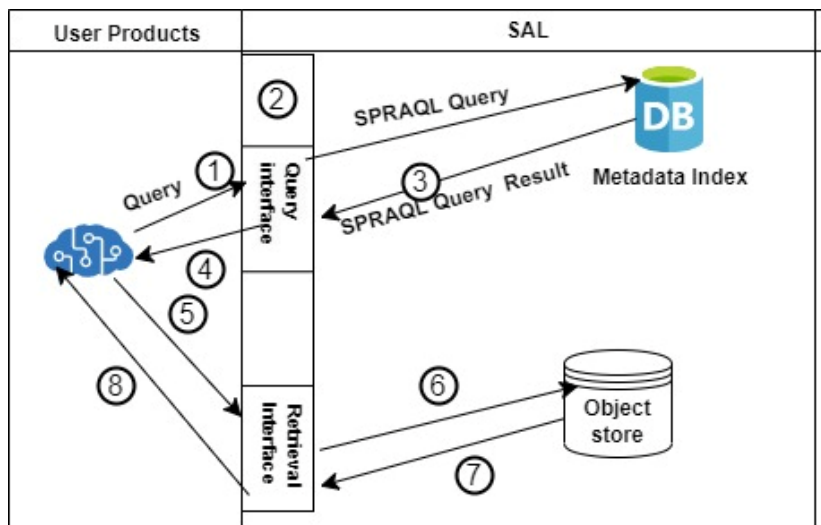 User Products
SAL
2
SPRAQL Query
DB
Metadata Index
1
Query
Query
interface
3
SPRAQL Query Result
4
5
8
6
Retrieval
Interface
Object
store
7